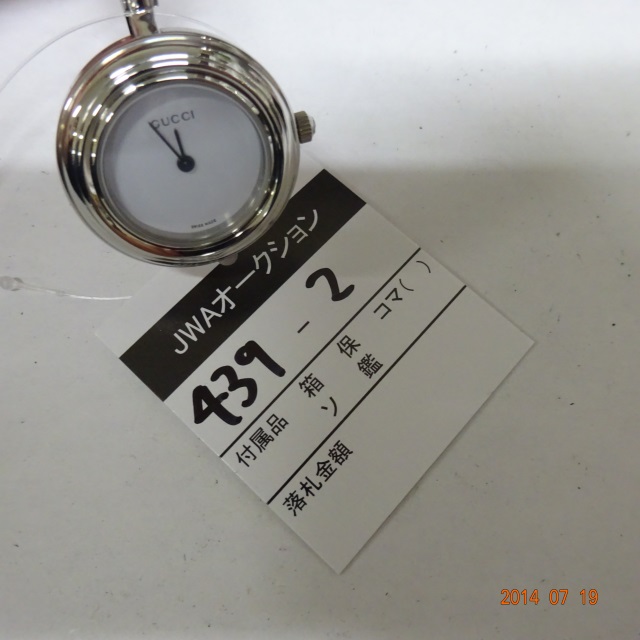 GUCCI
JWAオークション
439-2
付属品 箱 保 コマ( )
ソ 鑑
落札金額
2014 07 19